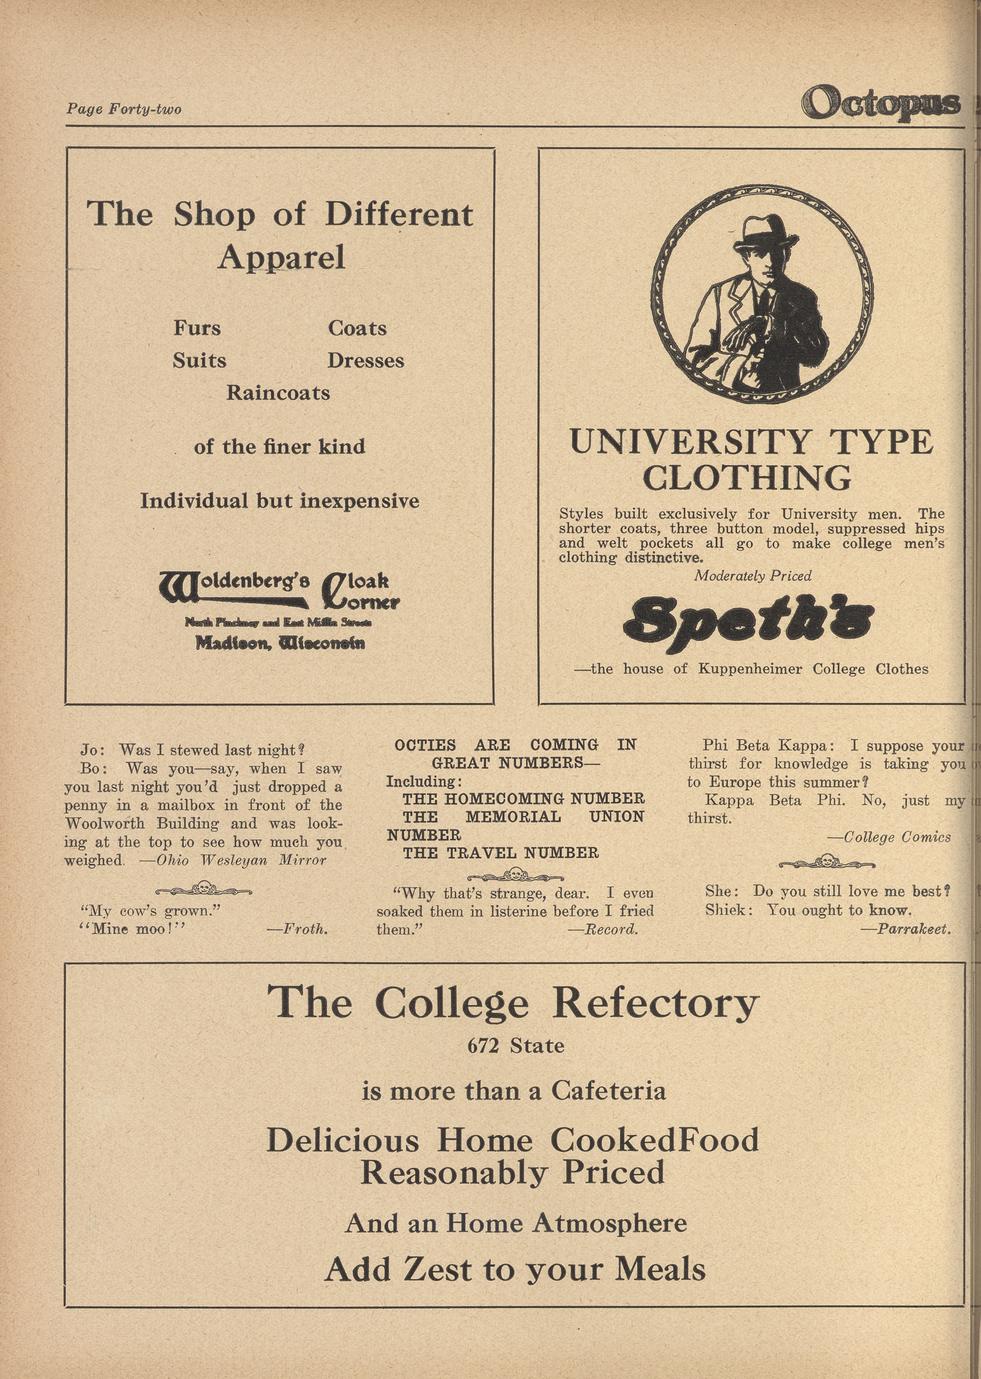 Page Forty-two
Octopus
The Shop of Different
Apparel
Furs Coats
Suits Dresses
Raincoats
of the finer kind
Individual but inexpensive
Woldenberg's Cloak
Corner
North Pinckney and East Mifflin Streets
Madison, Wisconsin
UNIVERSITY TYPE
CLOTHING
Styles built exclusively for University men. The
shorter coats, three button model, suppressed hips
and welt pockets all go to make college men's
clothing distinctive.
Moderately Priced
Speth's
—the house of Kuppenheimer College Clothes
Jo: Was I stewed last night?
Bo: Was you—say, when I saw
you last night you'd just dropped a
penny in a mailbox in front of the
Woolworth Building and was look-
ing at the top to see how much you
weighed. —Ohio Wesleyan Mirror
"My cow's grown."
"Mine moo!" —Froth.
OCTIES ARE COMING IN
GREAT NUMBERS—
Including:
THE HOMECOMING NUMBER
THE MEMORIAL UNION
NUMBER
THE TRAVEL NUMBER
"Why that's strange, dear. I even
soaked them in listerine before I fried
them." —Record.
Phi Beta Kappa: I suppose your
thirst for knowledge is taking you
to Europe this summer?
Kappa Beta Phi. No, just my
thirst.
—College Comics
She: Do you still love me best?
Shiek: You ought to know.
—Parrakeet.
The College Refectory
672 State
is more than a Cafeteria
Delicious Home CookedFood
Reasonably Priced
And an Home Atmosphere
Add Zest to your Meals